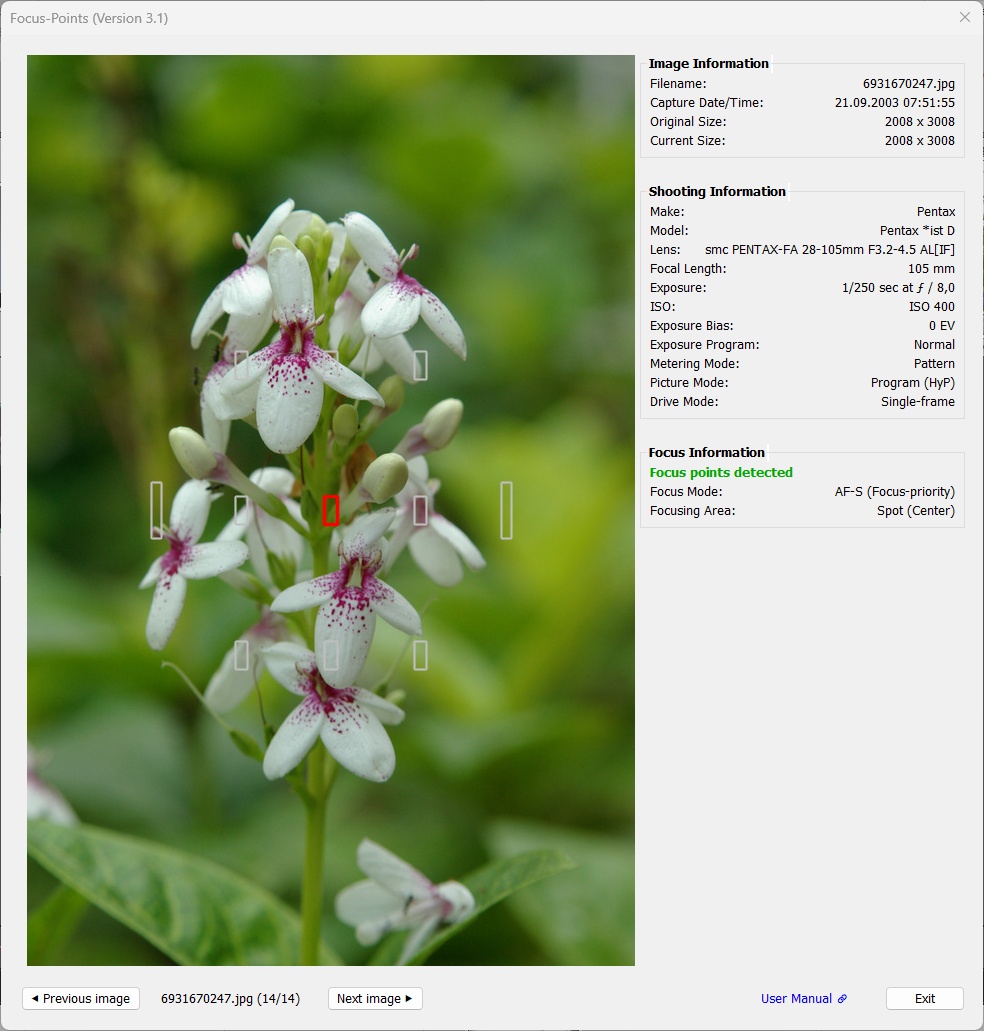 Focus-Points (Version 3.1)
Image Information
Filename: 6931670247.jpg
Capture Date/Time: 21.09.2003 07:51:55
Original Size: 2008 x 3008
Current Size: 2008 x 3008
Shooting Information
Make: Pentax
Model: Pentax *ist D
Lens: smc PENTAX-FA 28-105mm F3.2-4.5 AL[IF]
Focal Length: 105 mm
Exposure: 1/250 sec at ƒ / 8,0
ISO: ISO 400
Exposure Bias: 0 EV
Exposure Program: Normal
Metering Mode: Pattern
Picture Mode: Program (HyP)
Drive Mode: Single-frame
Focus Information
Focus points detected
Focus Mode: AF-S (Focus-priority)
Focusing Area: Spot (Center)
Previous image 6931670247.jpg (14/14) Next image User Manual Exit